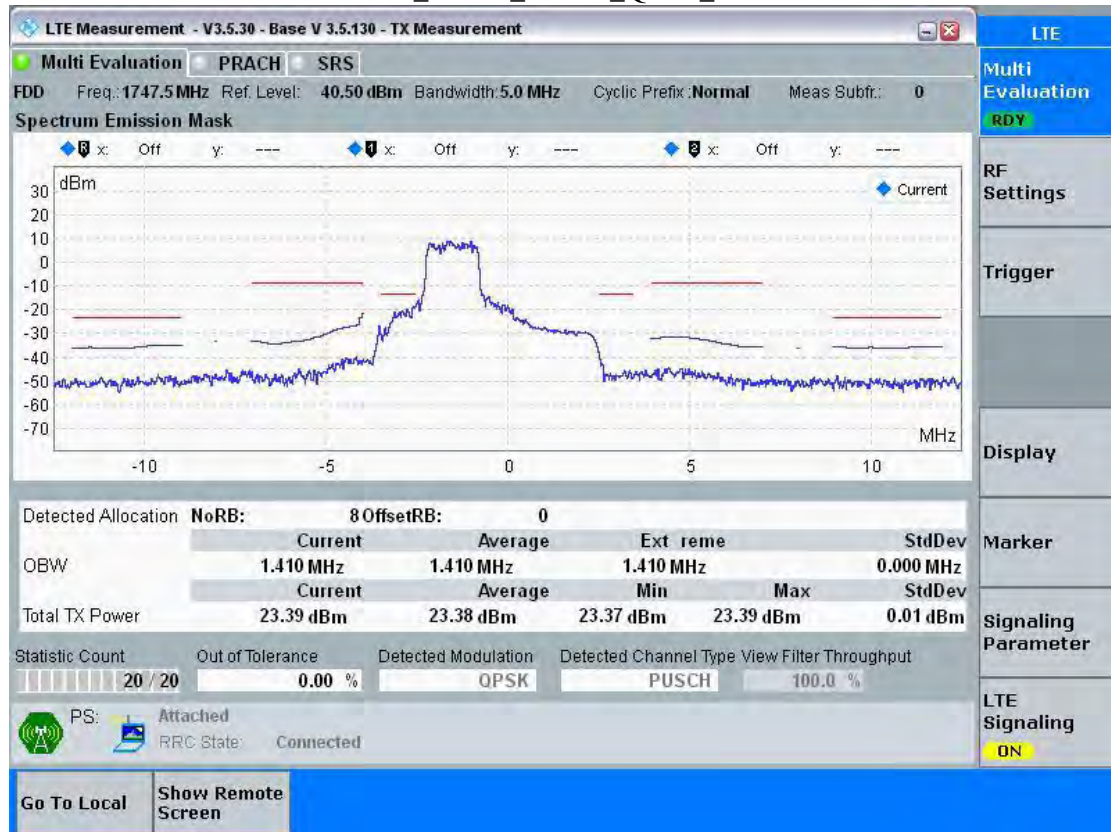 LTE Measurement - V3.5.30 - Base V 3.5.130 - TX Measurement
LTE
Multi Evaluation PRACH SRS
Multi Evaluation
RDY
FDD Freq.: 1747.5 MHz Ref. Level: 40.50 dBm Bandwidth: 5.0 MHz Cyclic Prefix : Normal Meas Subfr.: 0
Spectrum Emission Mask
R x: Off y: --- 1 x: Off y: --- 2 x: Off y: ---
dBm
Current
30
20
10
0
-10
-20
-30
-40
-50
-60
-70
MHz
-10 -5 0 5 10
RF Settings
Trigger
Display
Marker
Signaling Parameter
LTE Signaling
ON
Detected Allocation NoRB: 8 OffsetRB: 0
Current Average Ext reme StdDev
OBW 1.410 MHz 1.410 MHz 1.410 MHz 0.000 MHz
Current Average Min Max StdDev
Total TX Power 23.39 dBm 23.38 dBm 23.37 dBm 23.39 dBm 0.01 dBm
Statistic Count Out of Tolerance Detected Modulation Detected Channel Type View Filter Throughput
20 / 20 0.00 % QPSK PUSCH 100.0 %
PS: Attached
RRC State: Connected
Go To Local Show Remote Screen